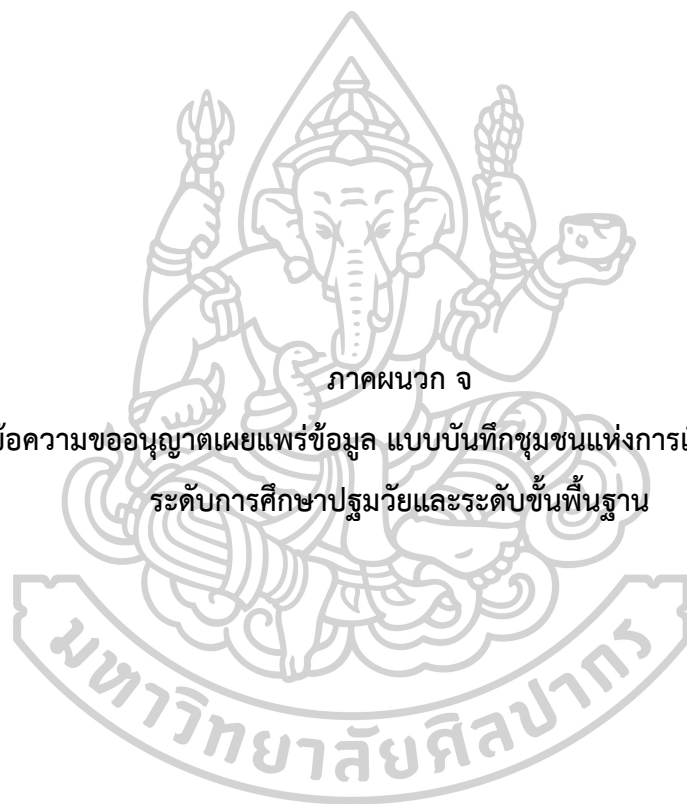 ภาคผนวก จ
ข้อความขออนุญาตเผยแพร่ข้อมูล แบบบันทึกชุมชนแห่งการ
ระดับการศึกษาปฐมวัยและระดับขั้นพื้นฐาน
มหาวิทยาลัยศิลปากร